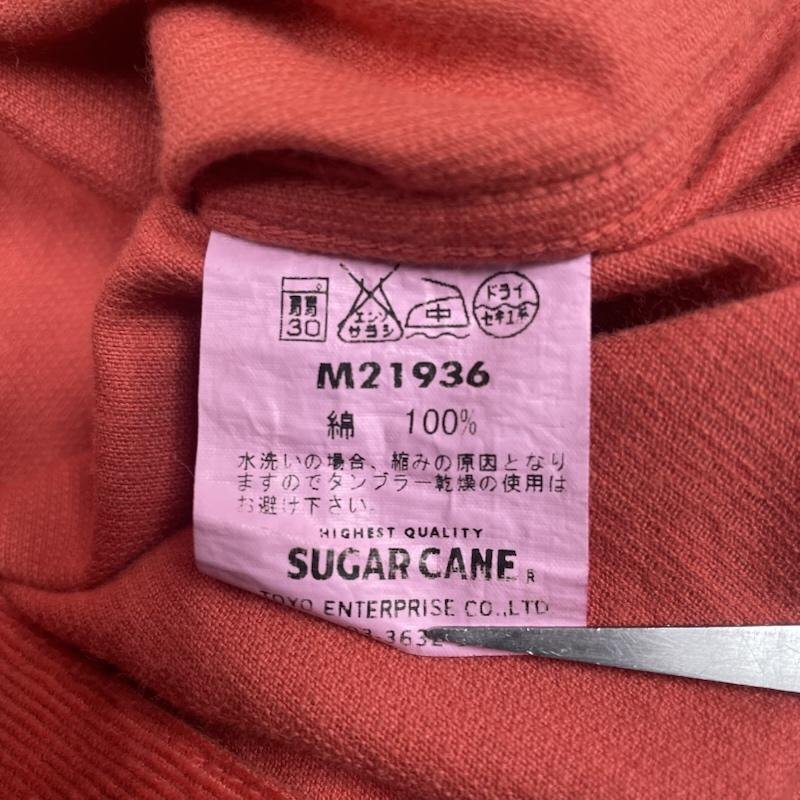 弱 30 エンソ サラシ 中 ドライ セキユ系
M21936
綿 100%
水洗いの場合、縮みの原因となり
ますのでタンブラー乾燥の使用は
お避け下さい。
HIGHEST QUALITY
SUGAR CANE R
TOYO ENTERPRISE CO.,LTD
3632